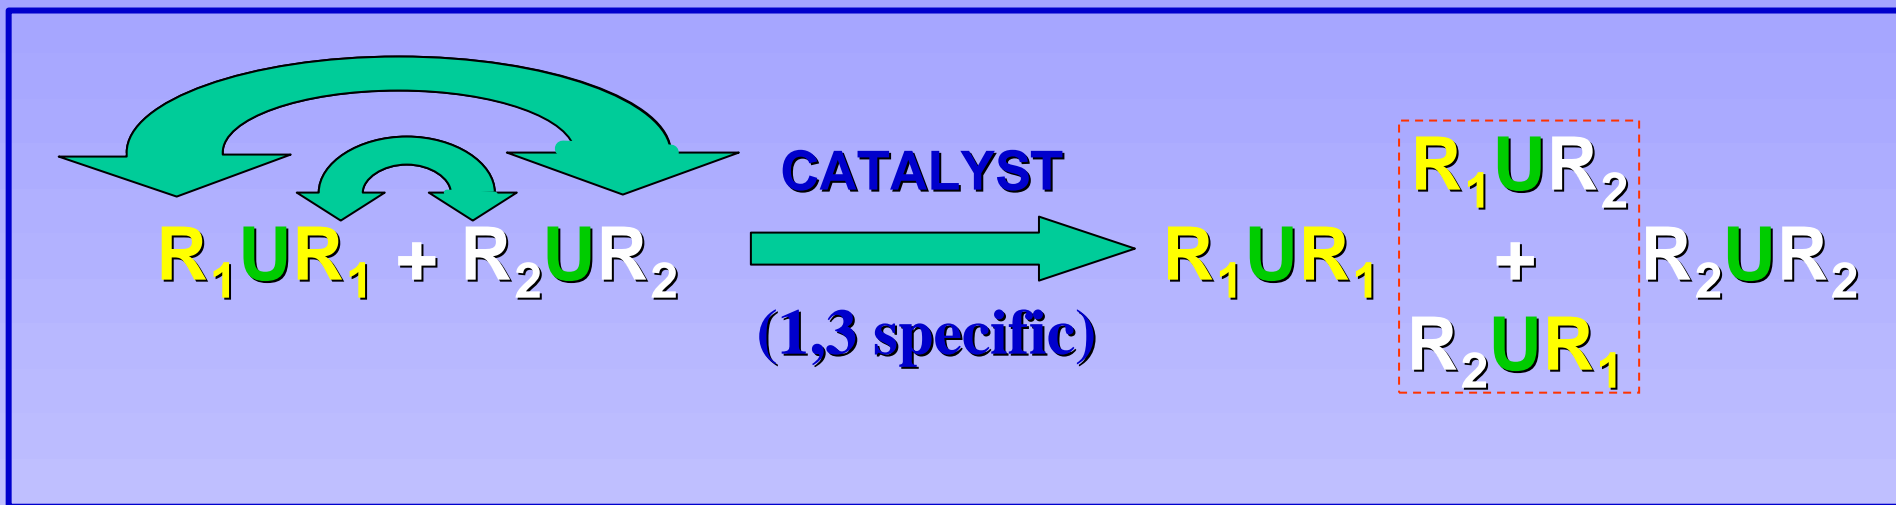 CATALYST
R₁UR₁ + R₂UR₂
(1,3 specific)
R₁UR₂
R₁UR₁ + R₂UR₂
R₂UR₁